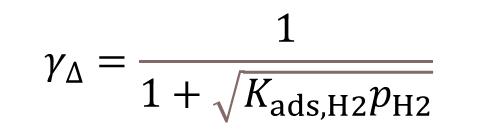 γ_Δ = 1 / (1 + √(K_ads,H2 p_H2))